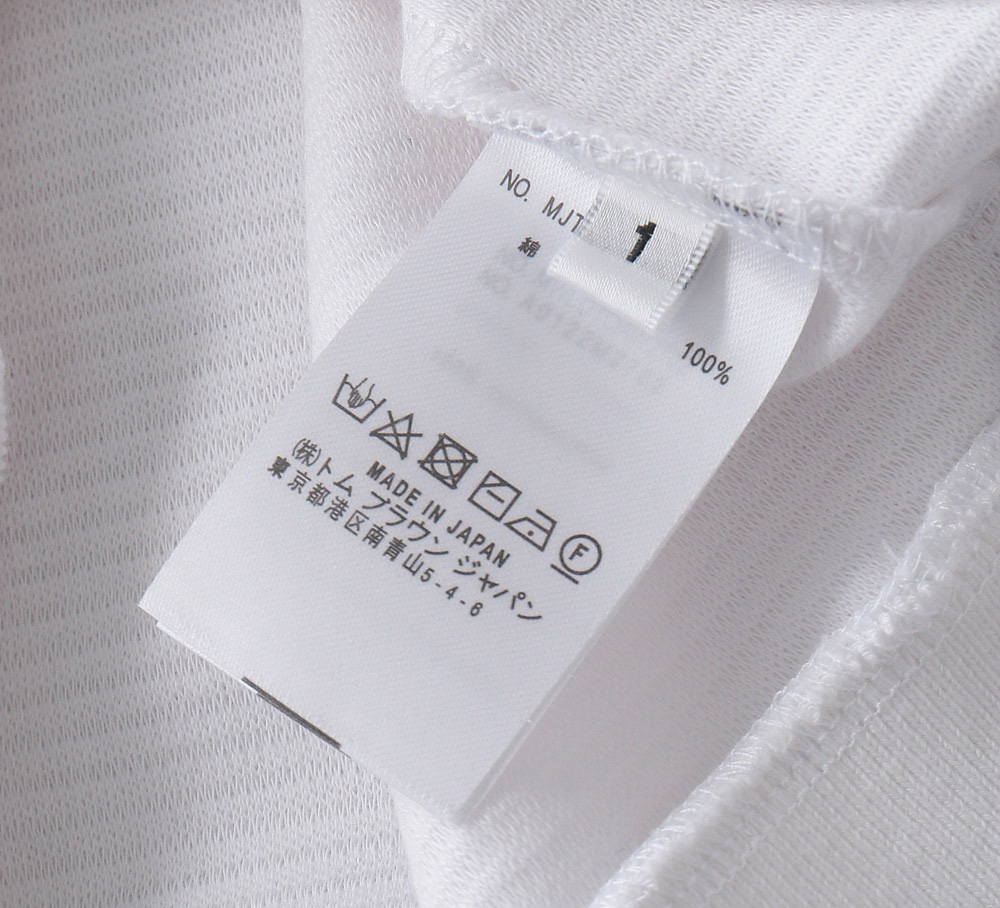 NO. MJT
1
綿 100%
MADE IN JAPAN
(株)トム ブラウン ジャパン
東京都港区南青山5-4-6
F